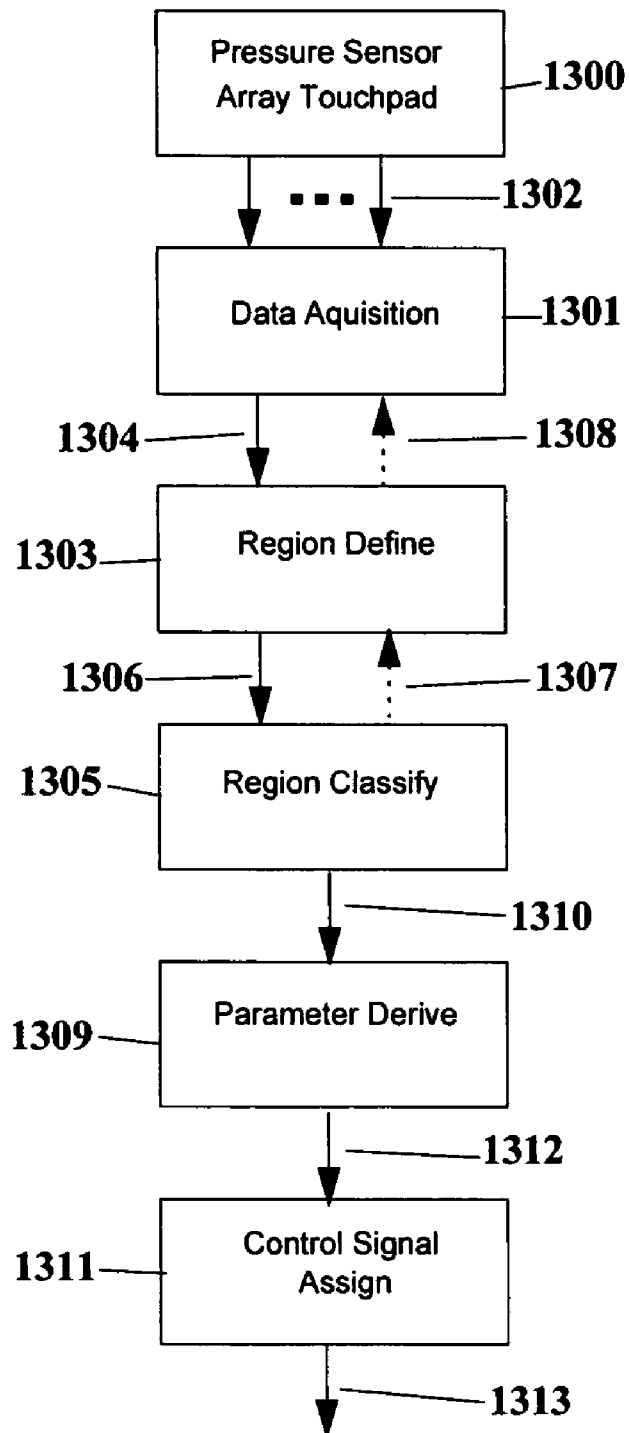 Pressure Sensor
Array Touchpad
1300
1302
Data Aquisition
1301
1304
1308
Region Define
1303
1306
1307
Region Classify
1305
1310
Parameter Derive
1309
1312
Control Signal
Assign
1311
1313